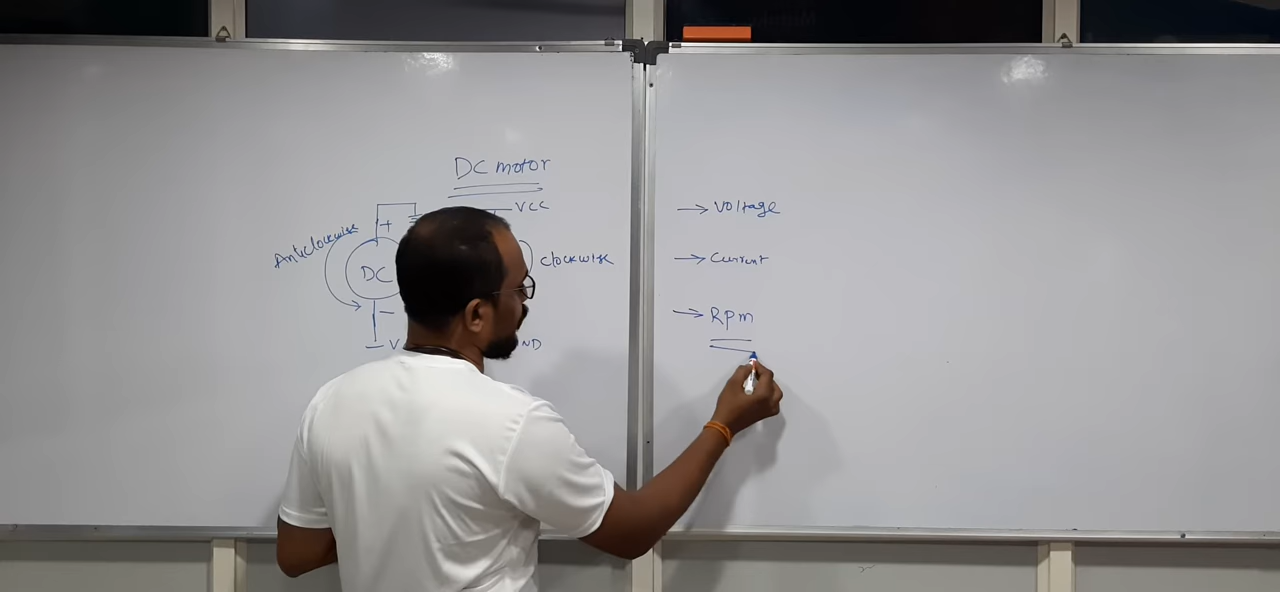 DC motor
VCC
+
Anticlockwise
DC
clockwise
-
V
ND
→ Voltage
→ Current
→ Rpm